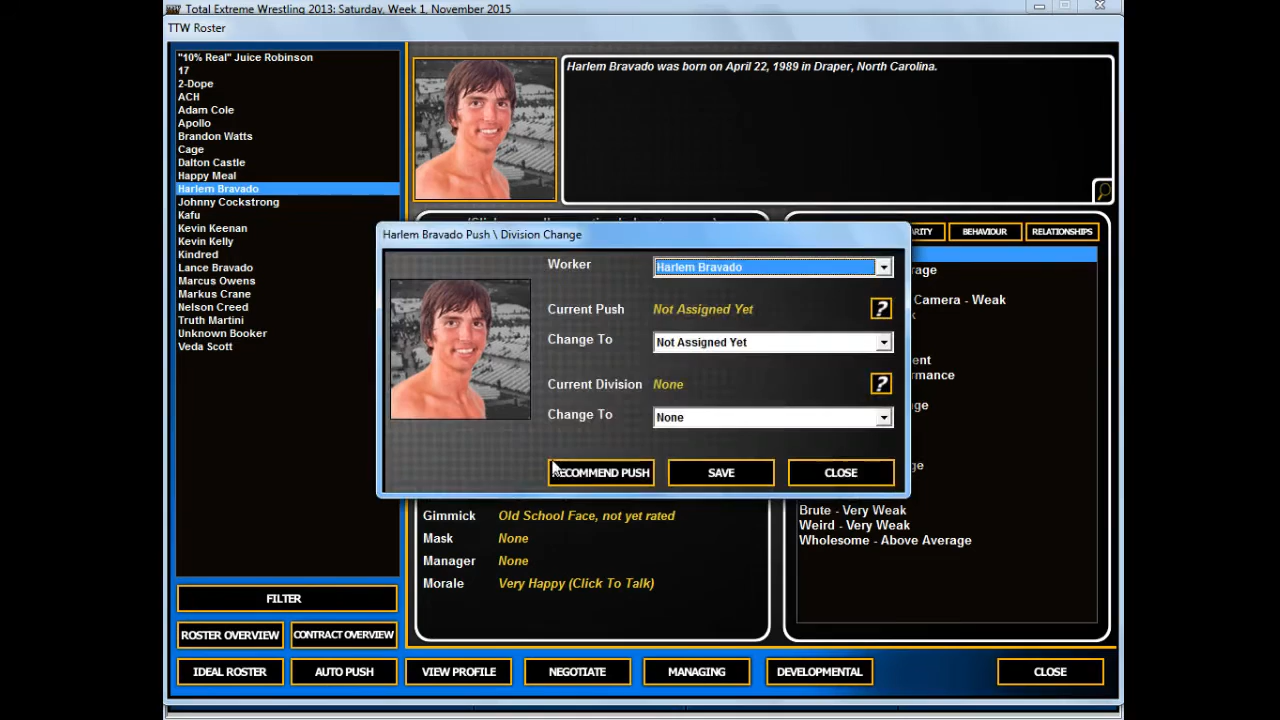 Total Extreme Wrestling 2013: Saturday, Week 1, November 2015
TTW Roster
"10% Real" Juice Robinson
17
2-Dope
ACH
Adam Cole
Apollo
Brandon Watts
Cage
Dalton Castle
Happy Meal
Harlem Bravado
Johnny Cockstrong
Kafu
Kevin Keenan
Kevin Kelly
Kindred
Lance Bravado
Marcus Owens
Markus Crane
Nelson Creed
Truth Martini
Unknown Booker
Veda Scott
FILTER
ROSTER OVERVIEW
CONTRACT OVERVIEW
Harlem Bravado was born on April 22, 1989 in Draper, North Carolina.
BEHAVIOUR
RELATIONSHIPS
Harlem Bravado Push \ Division Change
Worker
Harlem Bravado
Current Push
Not Assigned Yet
?
Change To
Not Assigned Yet
Current Division
None
?
Change To
None
RECOMMEND PUSH
SAVE
CLOSE
Camera - Weak
Gimmick
Old School Face, not yet rated
Mask
None
Manager
None
Morale
Very Happy (Click To Talk)
Brute - Very Weak
Weird - Very Weak
Wholesome - Above Average
IDEAL ROSTER
AUTO PUSH
VIEW PROFILE
NEGOTIATE
MANAGING
DEVELOPMENTAL
CLOSE